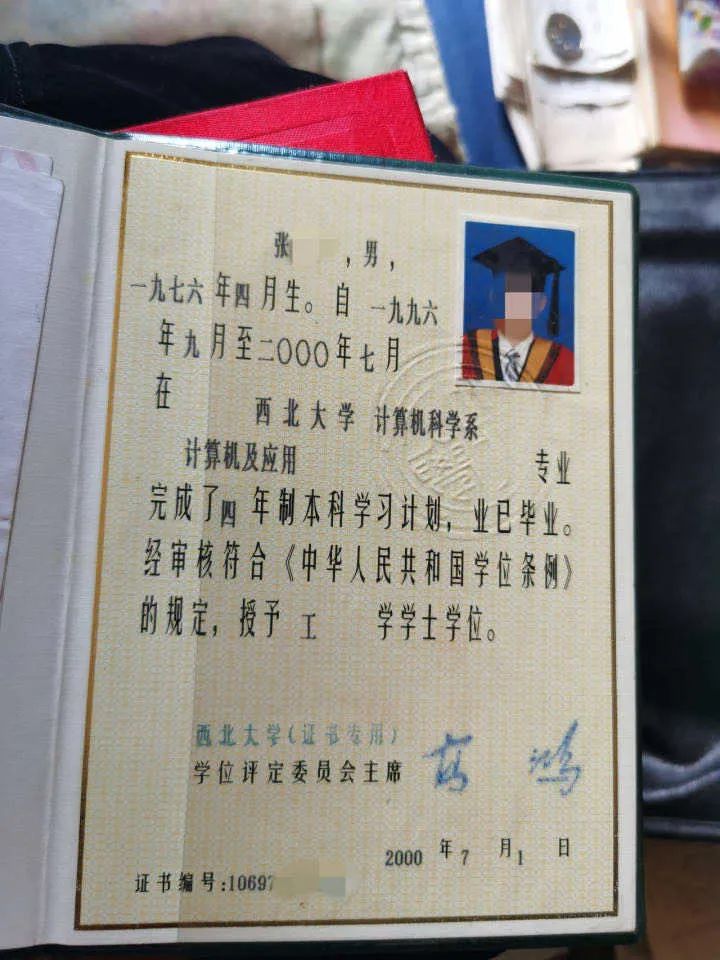 张 ，男，
一九七六年四月生。自一九九六
年九月至二〇〇〇年七月
在 西北大学 计算机科学系
计算机及应用 专业
完成了四年制本科学习计划，业已毕业。
经审核符合《中华人民共和国学位条例》
的规定，授予 工 学学士学位。
西北大学(证书专用)
学位评定委员会主席
2000 年 7 月 1 日
证书编号:10697